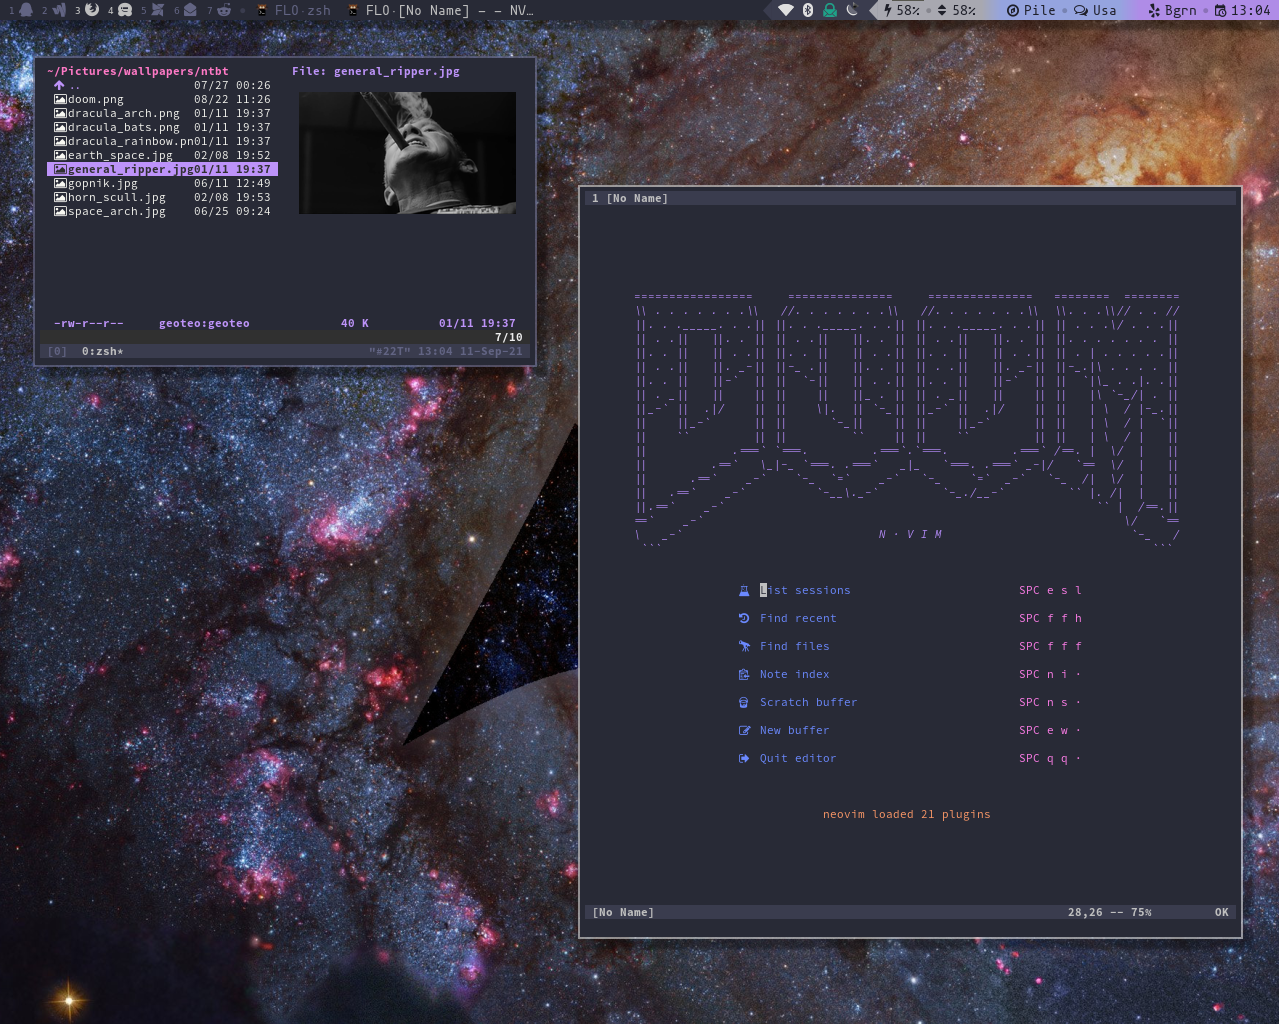 1 2 3 4 5 6 7 FLO·zsh FLO·[No Name] — — NV… 58% 58% Pile Usa Bgrn 13:04
~/Pictures/wallpapers/ntbt File: general_ripper.jpg
.. 07/27 00:26
doom.png 08/22 11:26
dracula_arch.png 01/11 19:37
dracula_bats.png 01/11 19:37
dracula_rainbow.pn01/11 19:37
earth_space.jpg 02/08 19:52
general_ripper.jpg01/11 19:37
gopnik.jpg 06/11 12:49
horn_scull.jpg 02/08 19:53
space_arch.jpg 06/25 09:24
-rw-r--r-- geoteo:geoteo 40 K 01/11 19:37
7/10
[0] 0:zsh* "#22T" 13:04 11-Sep-21
1 [No Name]
DOOM
N · V I M
List sessions SPC e s l
Find recent SPC f f h
Find files SPC f f f
Note index SPC n i ·
Scratch buffer SPC n s ·
New buffer SPC e w ·
Quit editor SPC q q ·
neovim loaded 21 plugins
[No Name] 28,26 -- 75% OK